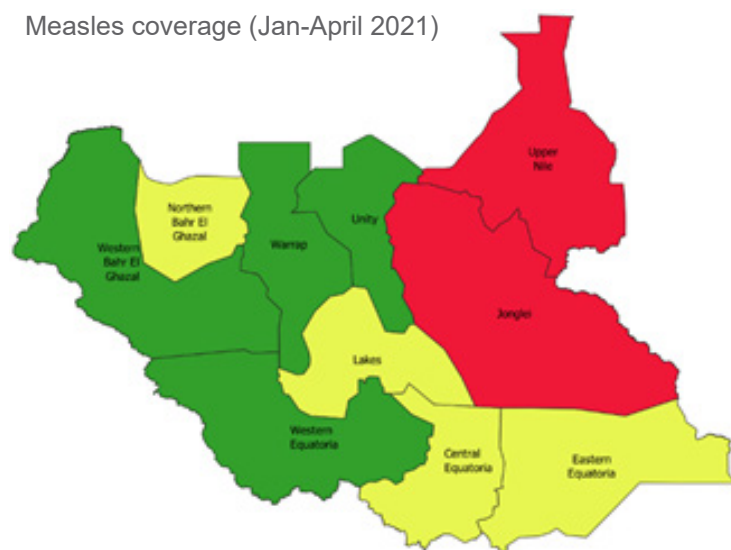 Measles coverage (Jan-April 2021)
Upper
Nile
Northern
Bahr El
Ghazal
Unity
Warrap
Western
Bahr El
Ghazal
Jonglei
Lakes
Western
Equatoria
Central
Equatoria
Eastern
Equatoria